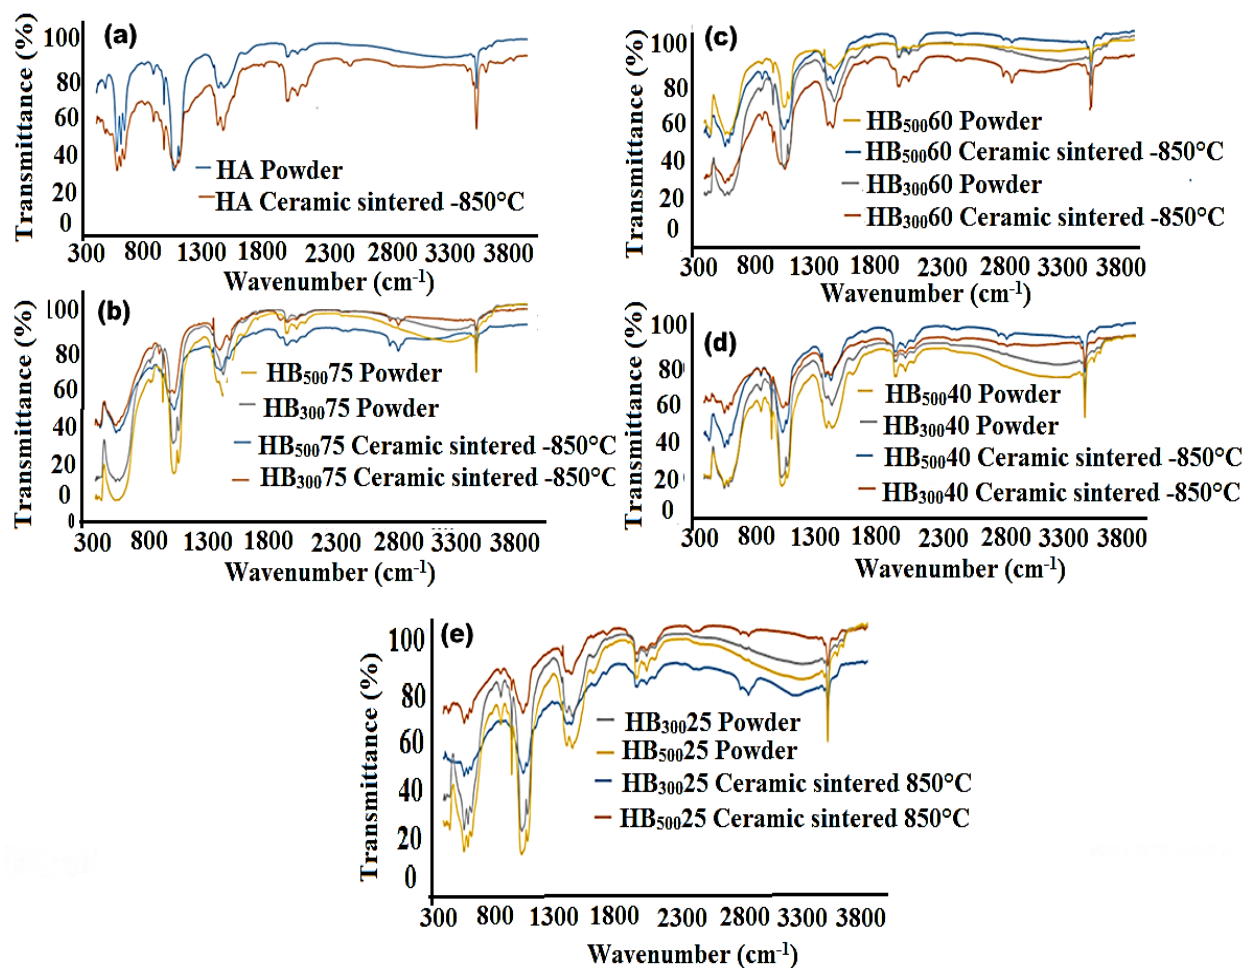 (a)
Transmittance (%)
100
80
60
40
20
0
HA Powder
HA Ceramic sintered -850°C
300 800 1300 1800 2300 2800 3300 3800
Wavenumber (cm-1)
(c)
Transmittance (%)
100
80
60
40
20
0
HB50060 Powder
HB50060 Ceramic sintered -850°C
HB30060 Powder
HB30060 Ceramic sintered -850°C
300 800 1300 1800 2300 2800 3300 3800
Wavenumber (cm-1)
(b)
Transmittance (%)
100
80
60
40
20
0
0
HB50075 Powder
HB30075 Powder
HB50075 Ceramic sintered -850°C
HB30075 Ceramic sintered -850°C
300 800 1300 1800 2300 2800 3300 3800
Wavenumber (cm-1)
(d)
Transmittance (%)
100
80
60
40
20
0
HB50040 Powder
HB30040 Powder
HB50040 Ceramic sintered -850°C
HB30040 Ceramic sintered -850°C
300 800 1300 1800 2300 2800 3300 3800
Wavenumber (cm-1)
(e)
Transmittance (%)
100
80
60
40
20
0
HB30025 Powder
HB50025 Powder
HB30025 Ceramic sintered 850°C
HB50025 Ceramic sintered 850°C
300 800 1300 1800 2300 2800 3300 3800
Wavenumber (cm-1)